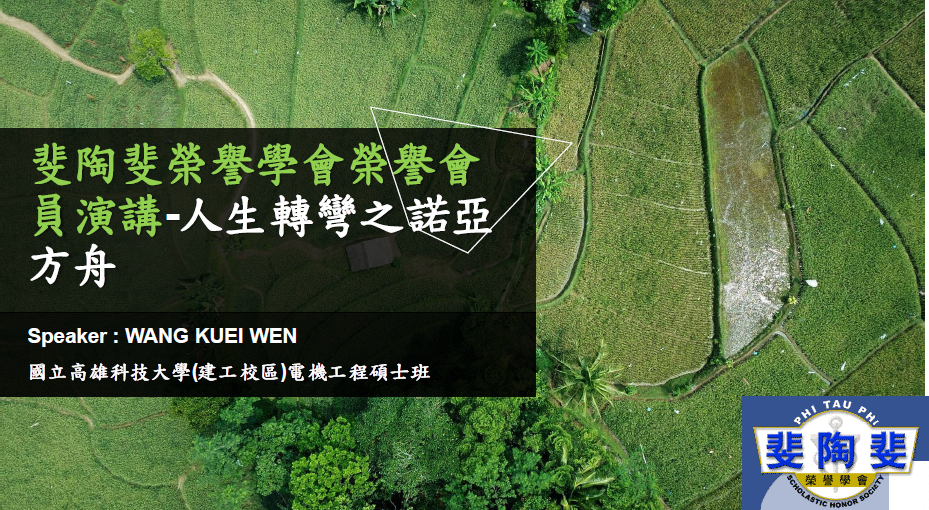 斐陶斐榮譽學會榮譽會
員演講-人生轉彎之諾亞
方舟
Speaker : WANG KUEI WEN
國立高雄科技大學(建工校區)電機工程碩士班
PHI TAU PHI
斐陶斐
榮譽學會
SCHOLASTIC HONOR SOCIETY